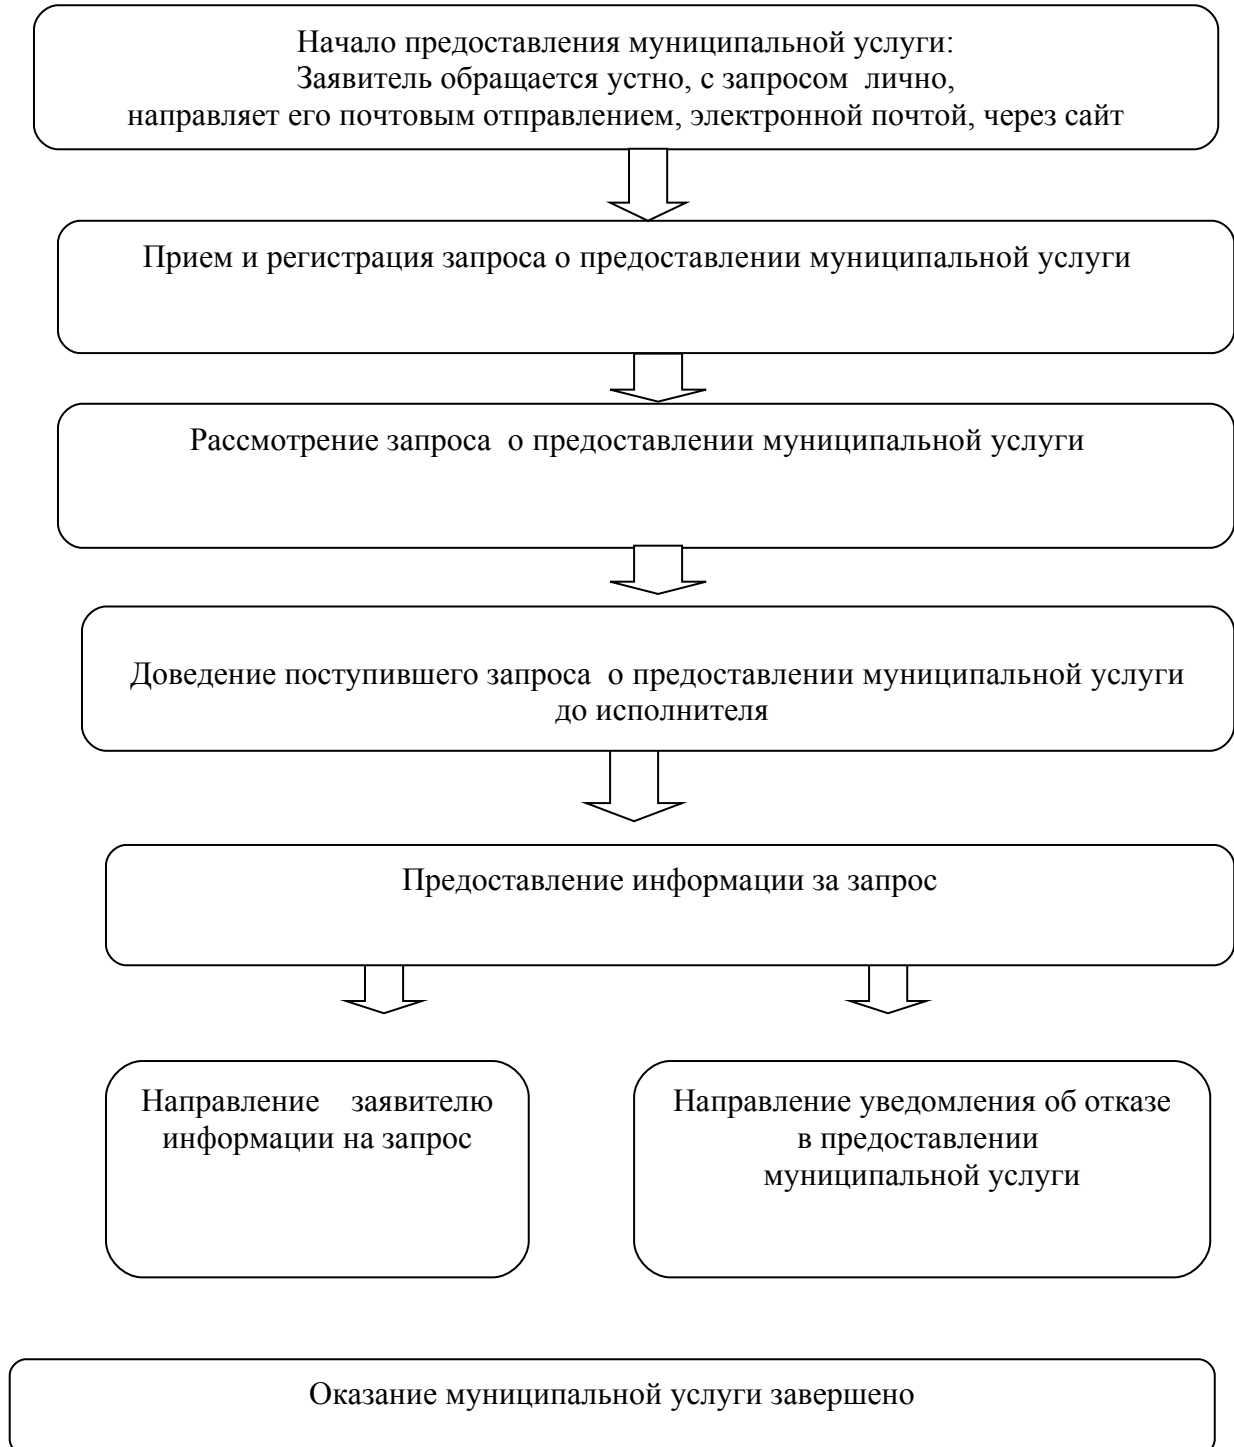 Начало предоставления муниципальной услуги:
Заявитель обращается устно, с запросом  лично,
направляет его почтовым отправлением, электронной почтой, через сайт
Прием и регистрация запроса о предоставлении муниципальной услуги
Рассмотрение запроса  о предоставлении муниципальной услуги
Доведение поступившего запроса  о предоставлении муниципальной услуги
до исполнителя
Предоставление информации за запрос
Направление    заявителю
информации на запрос
Направление уведомления об отказе
в предоставлении
муниципальной услуги
Оказание муниципальной услуги завершено